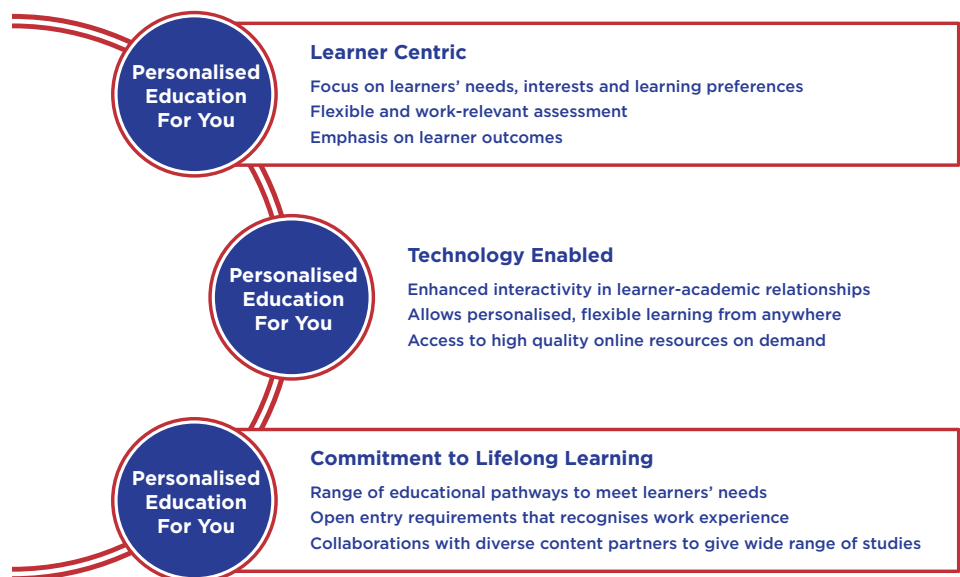 Personalised
Education
For You
Learner Centric
Focus on learners’ needs, interests and learning preferences
Flexible and work-relevant assessment
Emphasis on learner outcomes
Personalised
Education
For You
Technology Enabled
Enhanced interactivity in learner-academic relationships
Allows personalised, flexible learning from anywhere
Access to high quality online resources on demand
Personalised
Education
For You
Commitment to Lifelong Learning
Range of educational pathways to meet learners’ needs
Open entry requirements that recognises work experience
Collaborations with diverse content partners to give wide range of studies